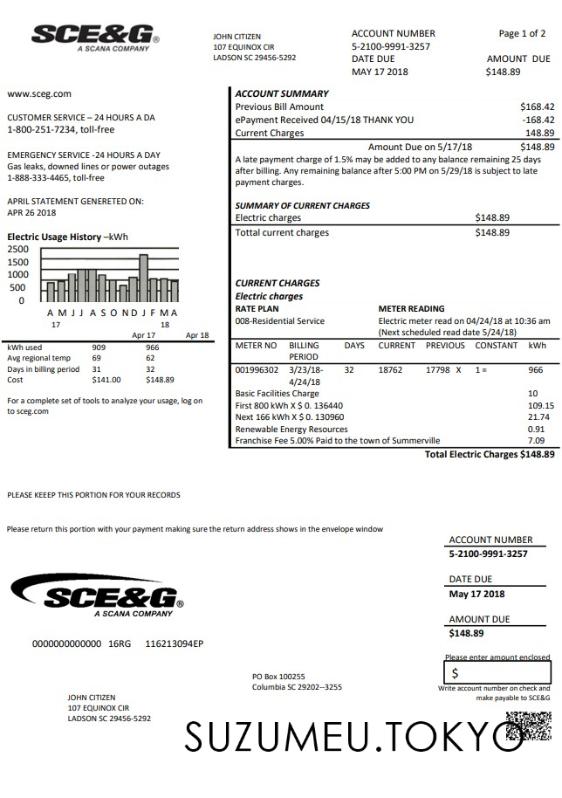 SCE&G®
A SCANA COMPANY
JOHN CITIZEN
107 EQUINOX CIR
LADSON SC 29456-5292
ACCOUNT NUMBER
5-2100-9991-3257
DATE DUE
MAY 17 2018
Page 1 of 2
AMOUNT DUE
$148.89
www.sceg.com
CUSTOMER SERVICE – 24 HOURS A DA
1-800-251-7234, toll-free
EMERGENCY SERVICE -24 HOURS A DAY
Gas leaks, downed lines or power outages
1-888-333-4465, toll-free
APRIL STATEMENT GENERETED ON:
APR 26 2018
Electric Usage History –kWh
2500
1500
1000
500
0
A M J J A S O N D J F M A
17 18
Apr 17 Apr 18
kWh used 909 966
Avg regional temp 69 62
Days in billing period 31 32
Cost $141.00 $148.89
For a complete set of tools to analyze your usage, log on
to sceg.com
ACCOUNT SUMMARY
Previous Bill Amount $168.42
ePayment Received 04/15/18 THANK YOU -168.42
Current Charges 148.89
Amount Due on 5/17/18 $148.89
A late payment charge of 1.5% may be added to any balance remaining 25 days
after billing. Any remaining balance after 5:00 PM on 5/29/18 is subject to late
payment charges.
SUMMARY OF CURRENT CHARGES
Electric charges $148.89
Tottal current charges $148.89
CURRENT CHARGES
Electric charges
RATE PLAN
008-Residential Service
METER READING
Electric meter read on 04/24/18 at 10:36 am
(Next scheduled read date 5/24/18)
METER NO BILLING PERIOD DAYS CURRENT PREVIOUS CONSTANT kWh
001996302 3/23/18- 32 18762 17798 X 1 = 966
4/24/18
Basic Facilities Charge 10
First 800 kWh X $ 0. 136440 109.15
Next 166 kWh X $ 0. 130960 21.74
Renewable Energy Resources 0.91
Franchise Fee 5.00% Paid to the town of Summerville 7.09
Total Electric Charges $148.89
PLEASE KEEEP THIS PORTION FOR YOUR RECORDS
Please return this portion with your payment making sure the return address shows in the envelope window
ACCOUNT NUMBER
5-2100-9991-3257
DATE DUE
May 17 2018
AMOUNT DUE
$148.89
Please enter amount enclosed
$
Write account number on check and
make payable to SCE&G
SCE&G®
A SCANA COMPANY
0000000000000 16RG 116213094EP
PO Box 100255
Columbia SC 29202--3255
JOHN CITIZEN
107 EQUINOX CIR
LADSON SC 29456-5292
SUZUMEU.TOKYO